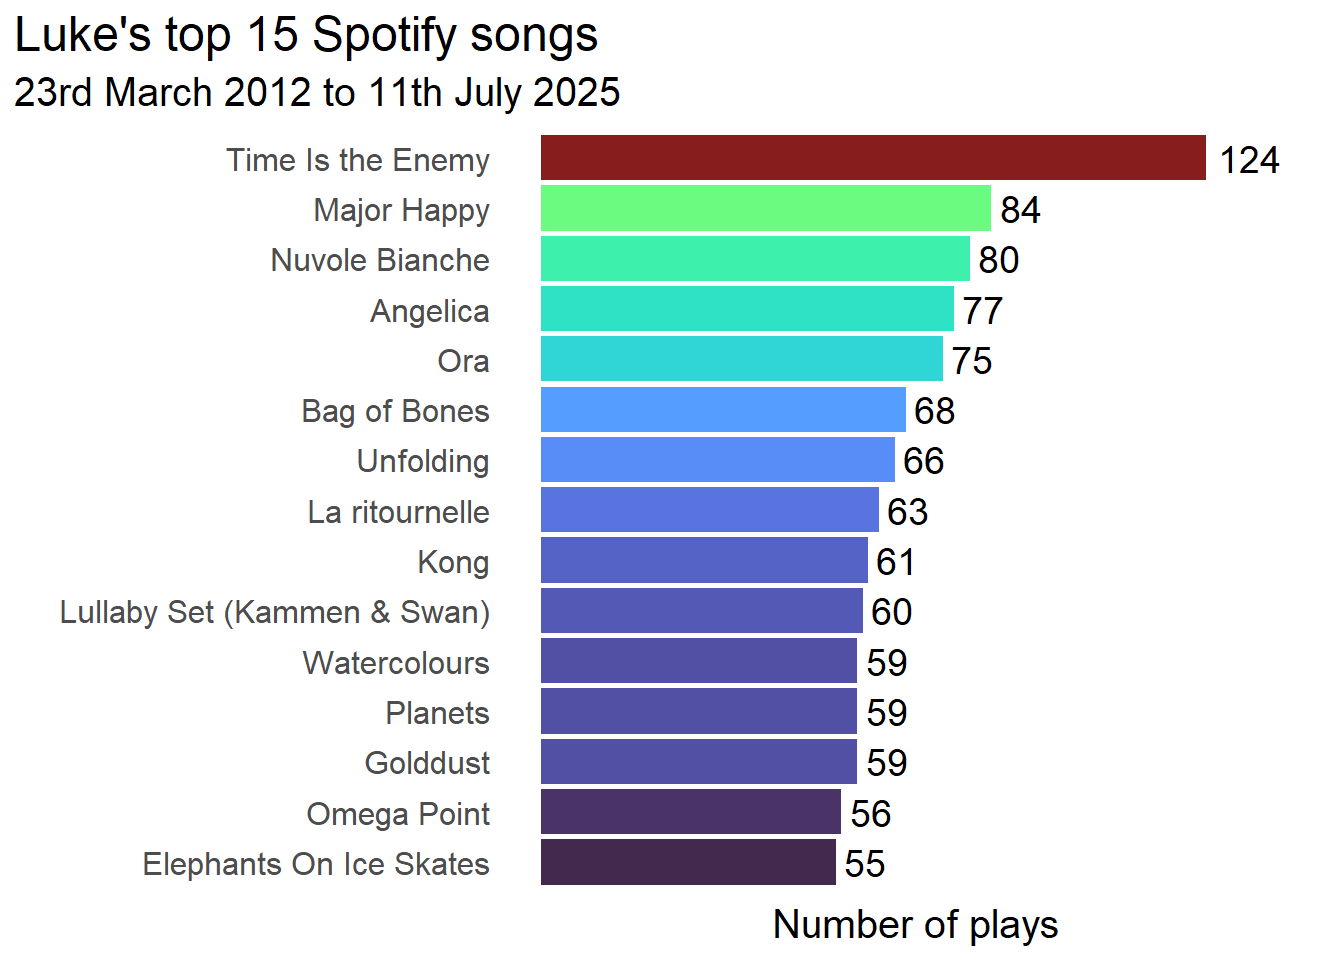 Luke's top 15 Spotify songs
23rd March 2012 to 11th July 2025
Time Is the Enemy 124
Major Happy 84
Nuvole Bianche 80
Angelica 77
Ora 75
Bag of Bones 68
Unfolding 66
La ritournelle 63
Kong 61
Lullaby Set (Kammen & Swan) 60
Watercolours 59
Planets 59
Golddust 59
Omega Point 56
Elephants On Ice Skates 55
Number of plays